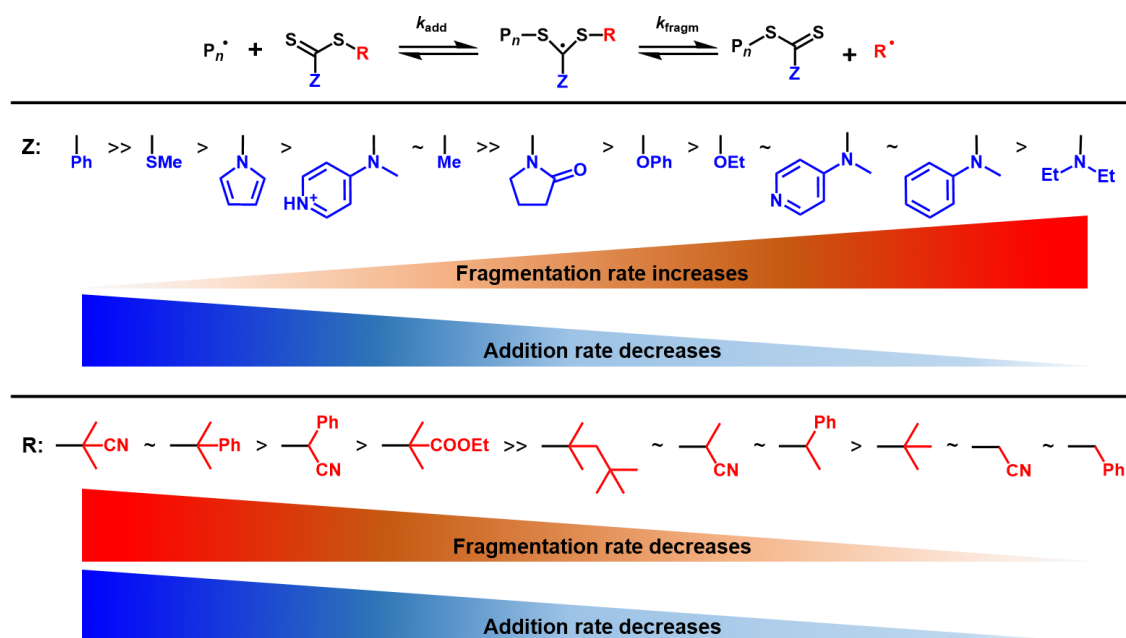 k_add k_fragm
P_n• + S S R Z ⇌ P_n S S R • Z ⇌ P_n S S Z + R•
Z: Ph >> SMe > N > N HN+ ~ Me >> N O > OPh > OEt ~ N N ~ N > Et N Et
Fragmentation rate increases
Addition rate decreases
R: CN ~ Ph > Ph CN > COOEt >> ~ CN ~ Ph > ~ CN ~ Ph
Fragmentation rate decreases
Addition rate decreases